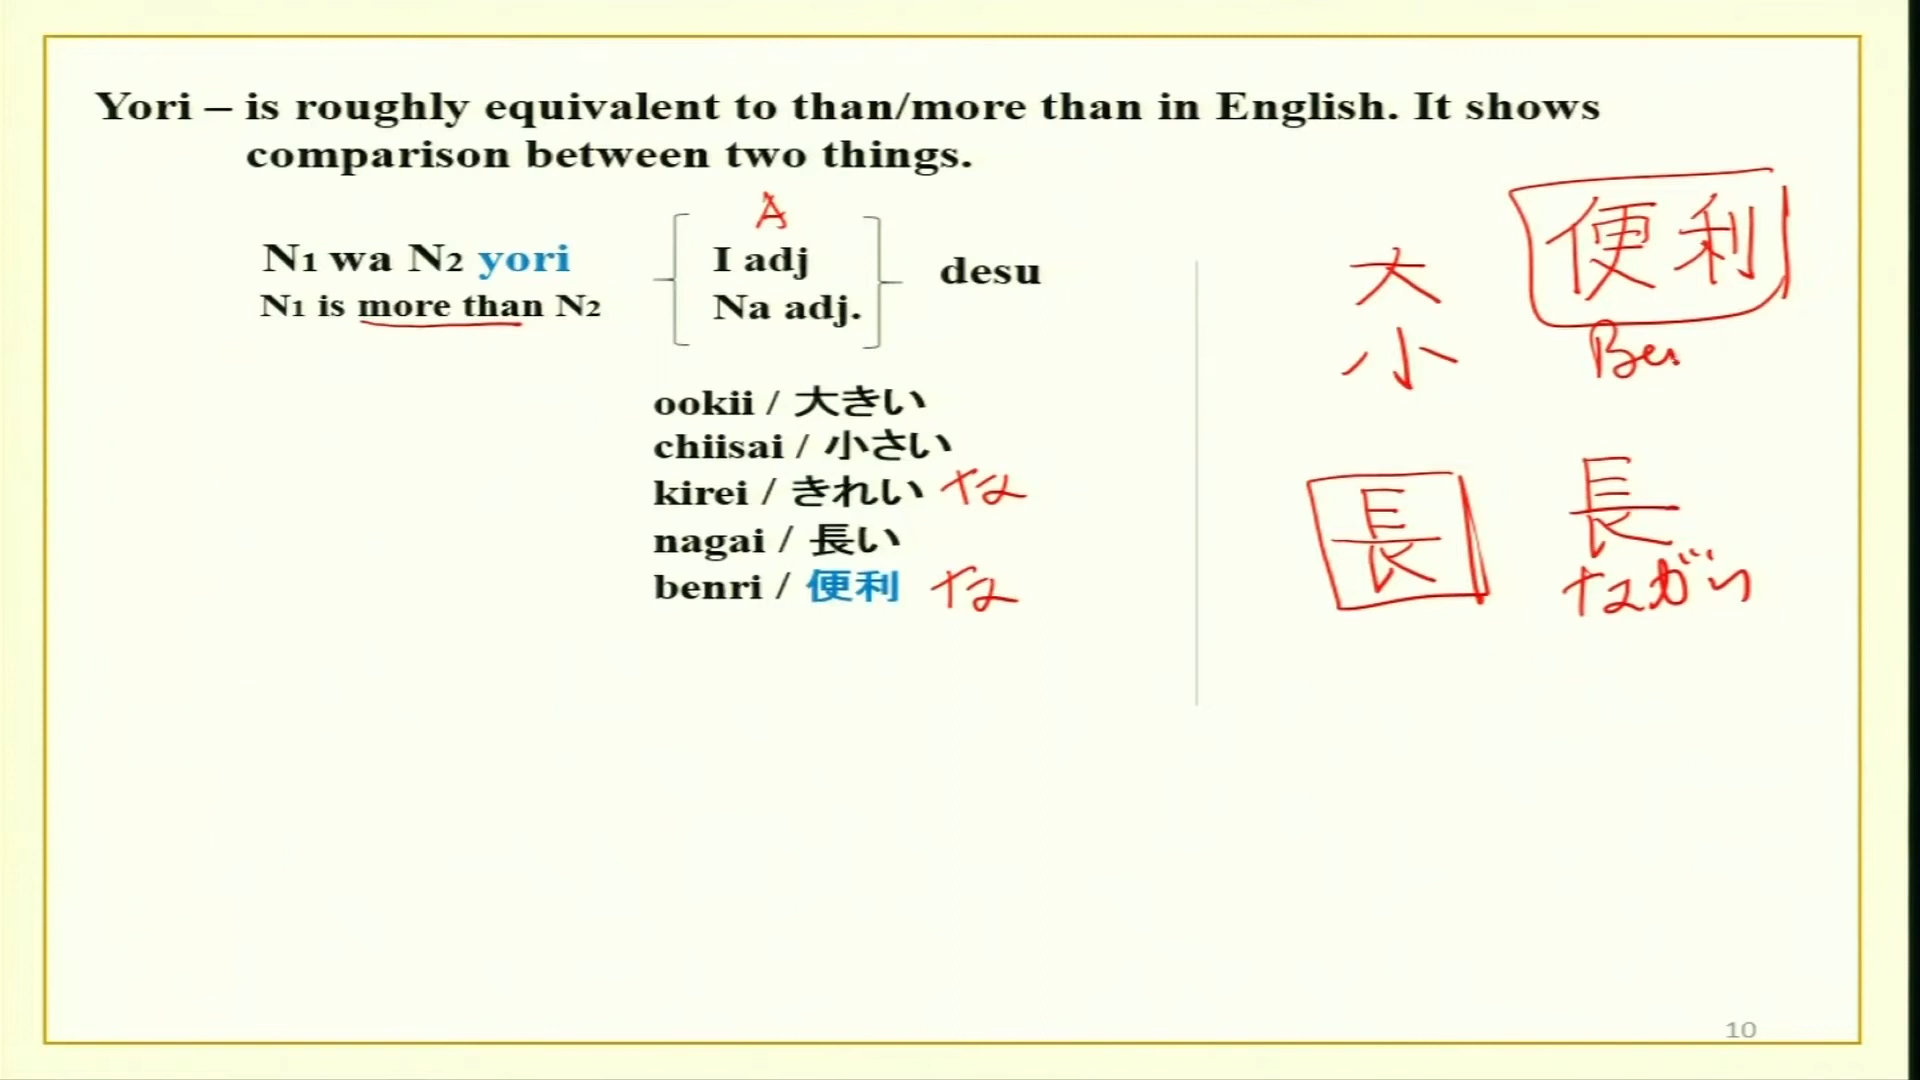 Yori – is roughly equivalent to than/more than in English. It shows
comparison between two things.
A
N1 wa N2 yori
I adj
desu
N1 is more than N2
Na adj.
ookii / 大きい
chiisai / 小さい
kirei / きれい な
nagai / 長い
benri / 便利 な
大
便利
小
Ben
長
長
ながい
10